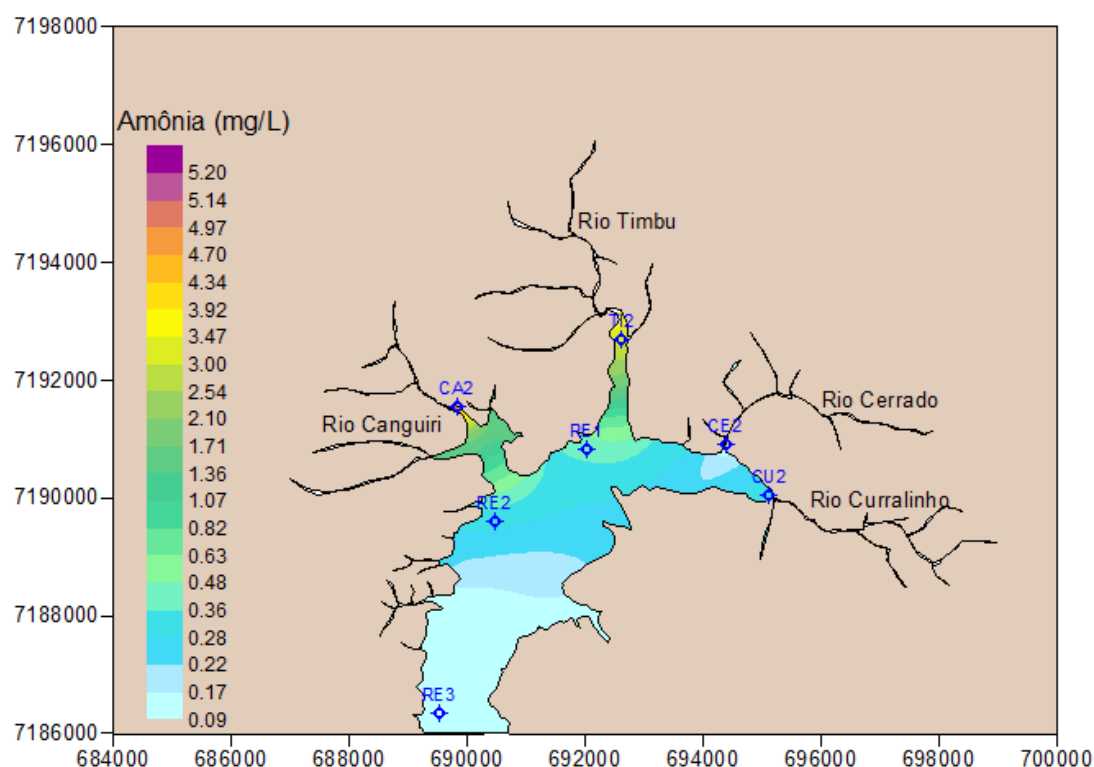 7198000
7196000
7194000
7192000
7190000
7188000
7186000
684000 686000 688000 690000 692000 694000 696000 698000 700000
Amônia (mg/L)
5.20
5.14
4.97
4.70
4.34
3.92
3.47
3.00
2.54
2.10
1.71
1.36
1.07
0.82
0.63
0.48
0.36
0.28
0.22
0.17
0.09
Rio Timbu
TI2
CA2
Rio Canguiri
RE1
CE2
Rio Cerrado
CU2
Rio Curralinho
RE2
RE3